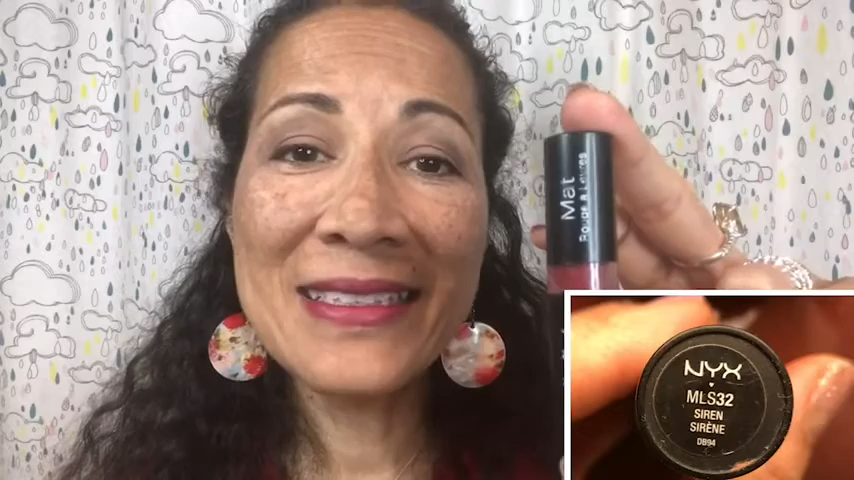 Mat
Rouge à Lèvres
NYX
MLS32
SIREN
SIRÈNE
DB94